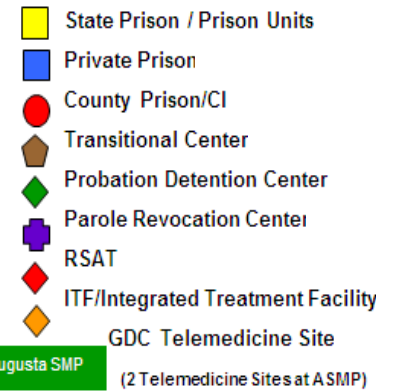 State Prison / Prison Units
Private Prison
County Prison/CI
Transitional Center
Probation Detention Center
Parole Revocation Center
RSAT
ITF/Integrated Treatment Facility
GDC Telemedicine Site
ugusta SMP
(2 Telemedicine Sites at ASMP)